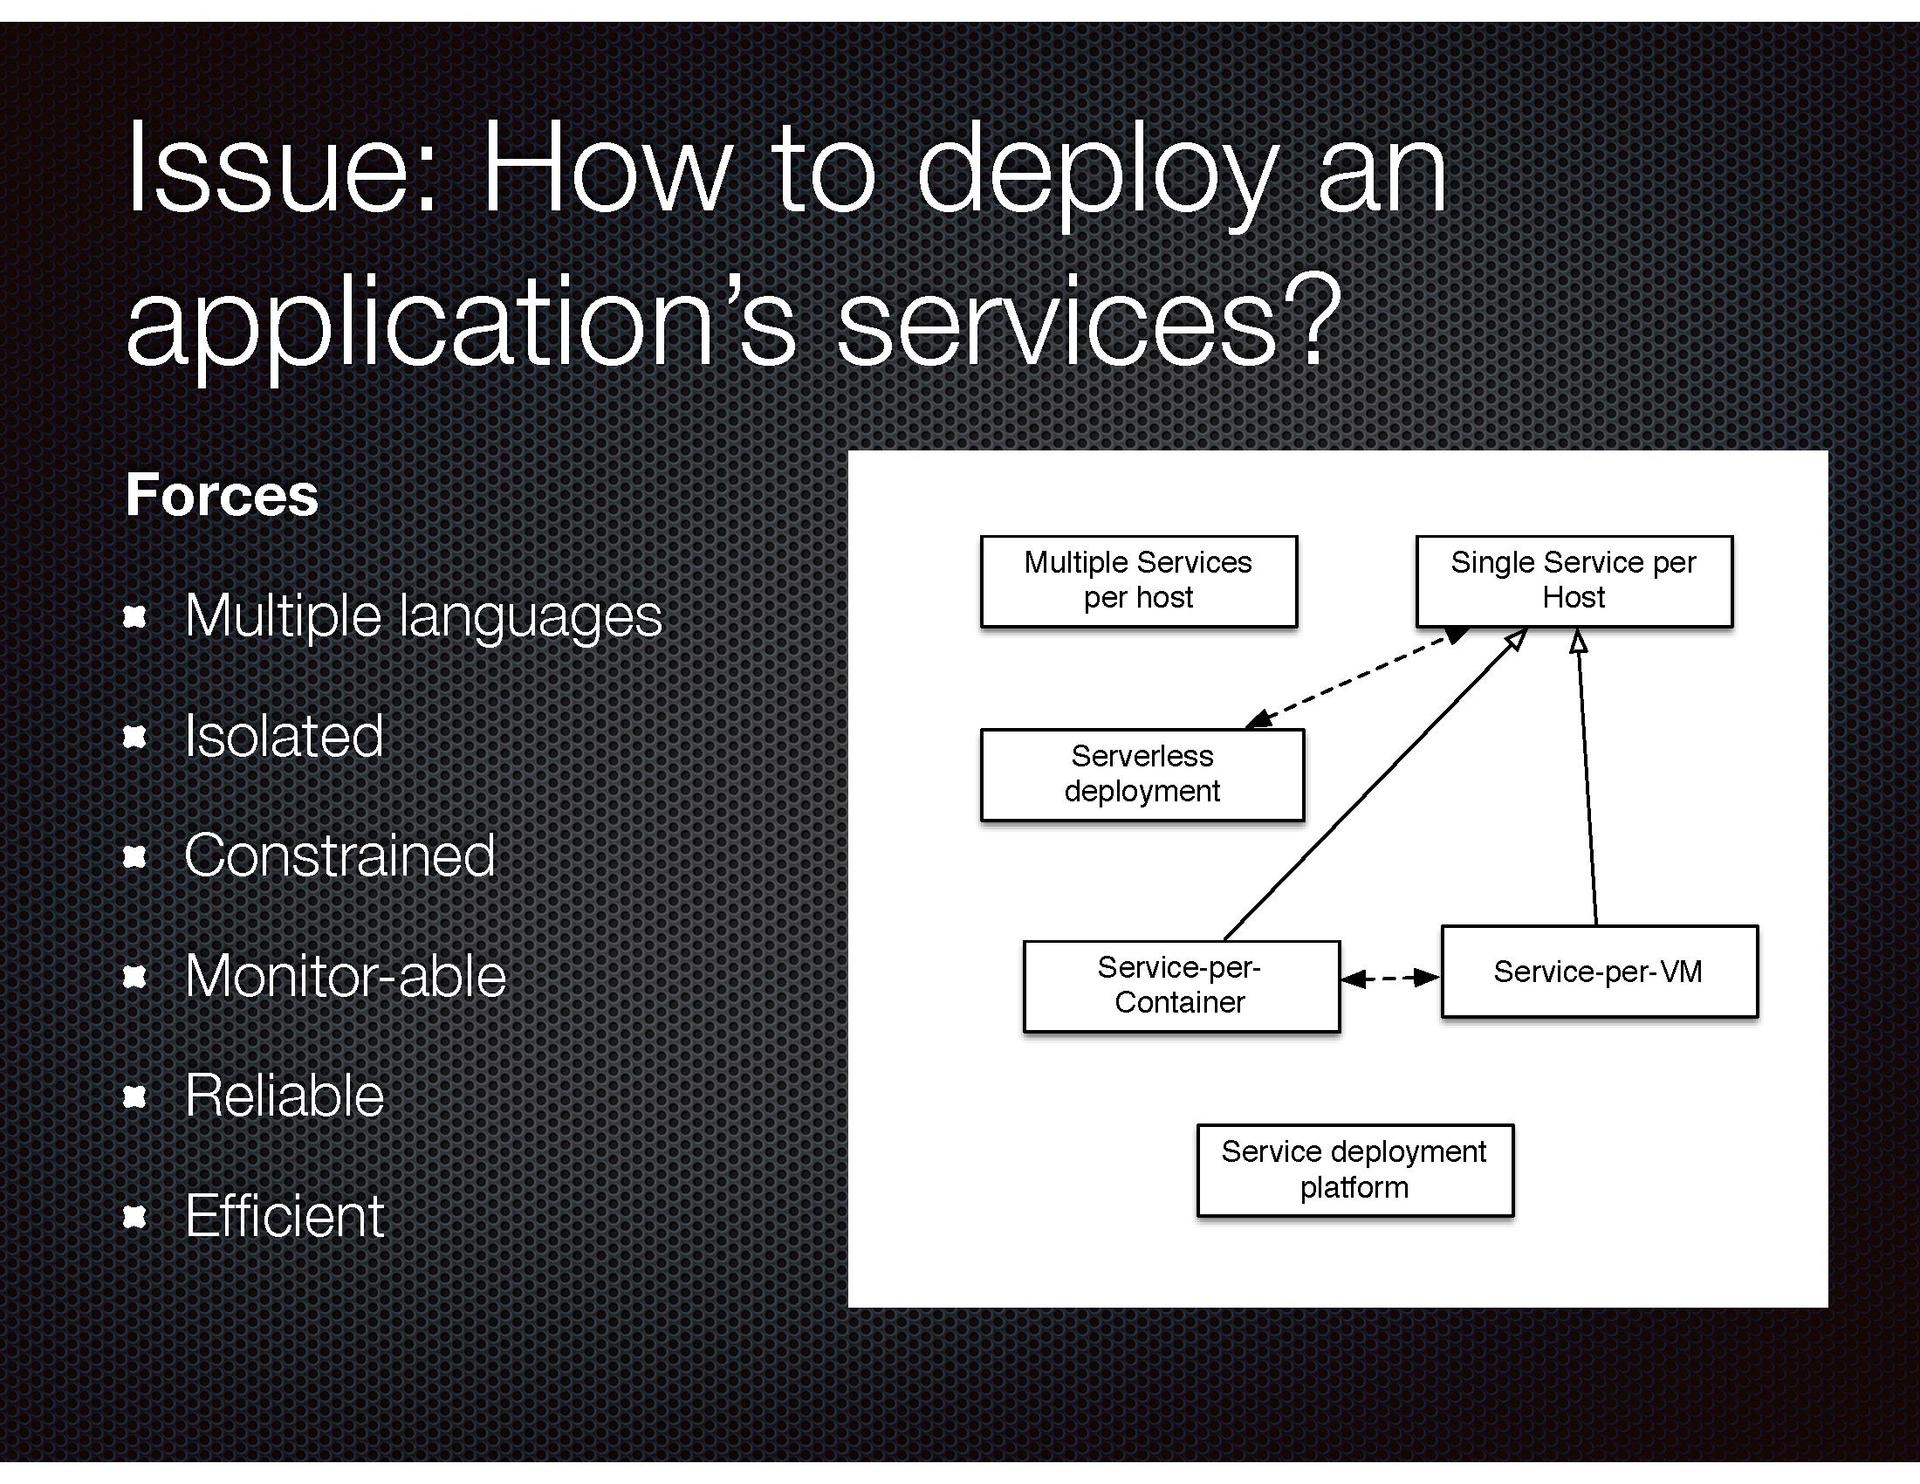 Issue: How to deploy an
application’s services?
Forces
Multiple languages
Isolated
Constrained
Monitor-able
Reliable
Efficient
Multiple Services
per host
Single Service per
Host
Serverless
deployment
Service-per-
Container
Service-per-VM
Service deployment
platform